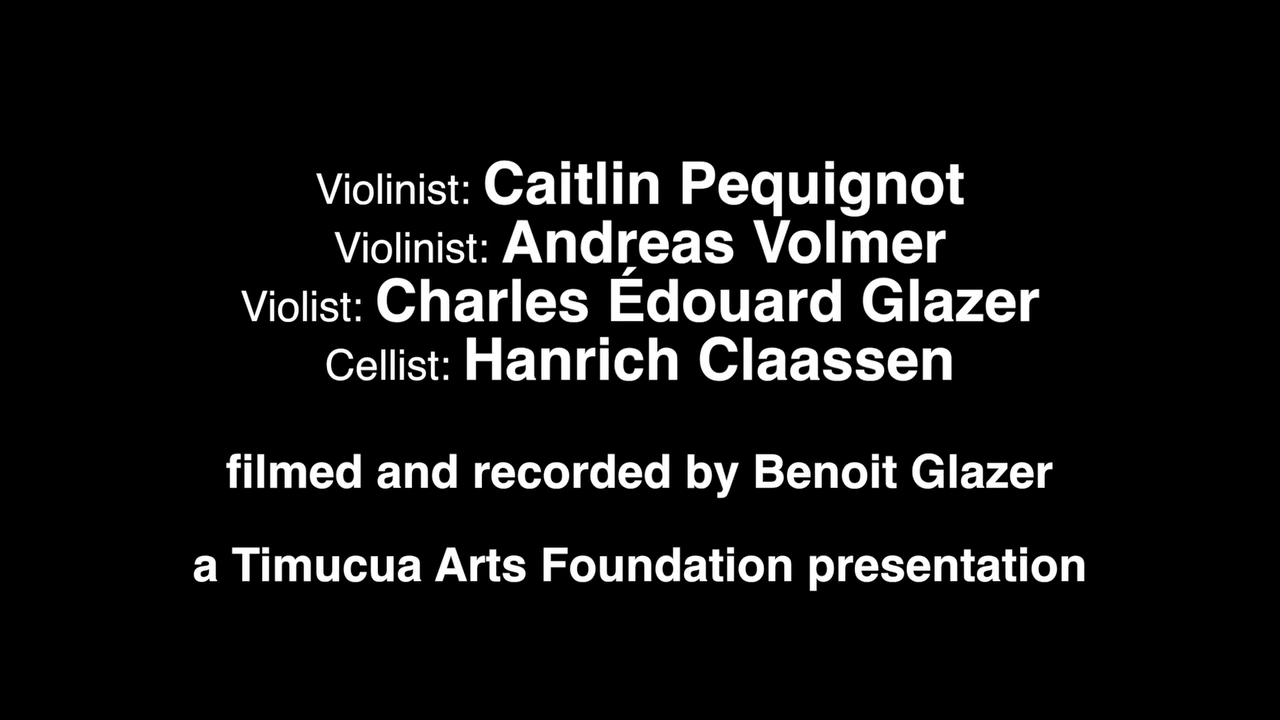 Violinist: Caitlin Pequignot
Violinist: Andreas Volmer
Violist: Charles Édouard Glazer
Cellist: Hanrich Claassen
filmed and recorded by Benoit Glazer
a Timucua Arts Foundation presentation